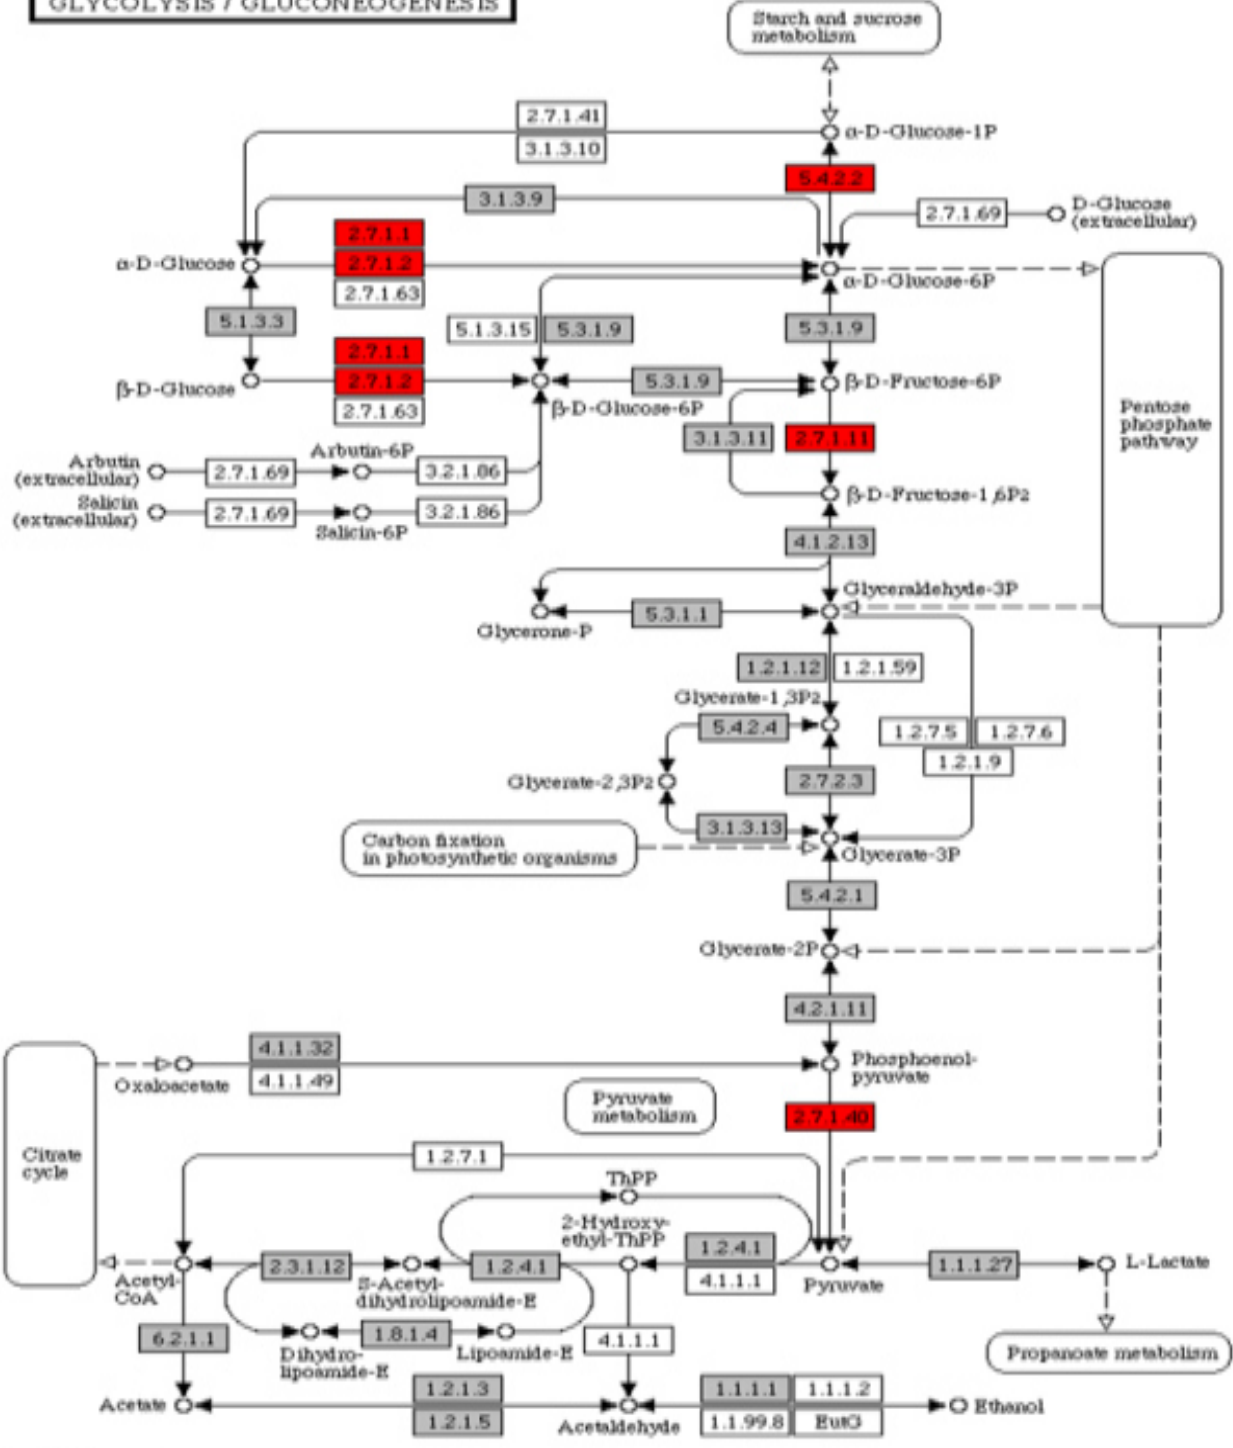 GLYCOLYSIS / GLUCONEOGENESIS
Starch and sucrose
metabolism
2.7.1.41
3.1.3.10
α-D-Glucose-1P
5.4.2.2
3.1.3.9
2.7.1.69
D-Glucose
(extracellular)
2.7.1.1
α-D-Glucose
2.7.1.2
2.7.1.63
α-D-Glucose-6P
5.1.3.3
5.1.3.15
5.3.1.9
5.3.1.9
2.7.1.1
β-D-Glucose
2.7.1.2
2.7.1.63
5.3.1.9
β-D-Glucose-6P
β-D-Fructose-6P
Pentose
phosphate
pathway
3.1.3.11
2.7.1.11
Arbutin
(extracellular)
2.7.1.69
Arbutin-6P
3.2.1.86
β-D-Fructose-1,6P2
Salicin
(extracellular)
2.7.1.69
Salicin-6P
3.2.1.86
4.1.2.13
Glyceraldehyde-3P
Glycerone-P
5.3.1.1
1.2.1.12
1.2.1.59
Glycerate-1,3P2
5.4.2.4
1.2.7.5
1.2.7.6
1.2.1.9
Glycerate-2,3P2
2.7.2.3
3.1.3.13
Carbon fixation
in photosynthetic organisms
Glycerate-3P
5.4.2.1
Glycerate-2P
4.2.1.11
4.1.1.32
Oxaloacetate
4.1.1.49
Phosphoenol-
pyruvate
Pyruvate
metabolism
2.7.1.40
Citrate
cycle
1.2.7.1
ThPP
2-Hydroxy-
ethyl-ThPP
1.2.4.1
4.1.1.1
Acetyl-
CoA
2.3.1.12
S-Acetyl-
dihydrolipoamide-E
1.2.4.1
Pyruvate
1.1.1.27
L-Lactate
6.2.1.1
Dihydro-
lipoamide-E
1.8.1.4
Lipoamide-E
4.1.1.1
Propanoate metabolism
Acetate
1.2.1.3
1.2.1.5
Acetaldehyde
1.1.1.1
1.1.1.2
1.1.99.8
EutG
Ethanol